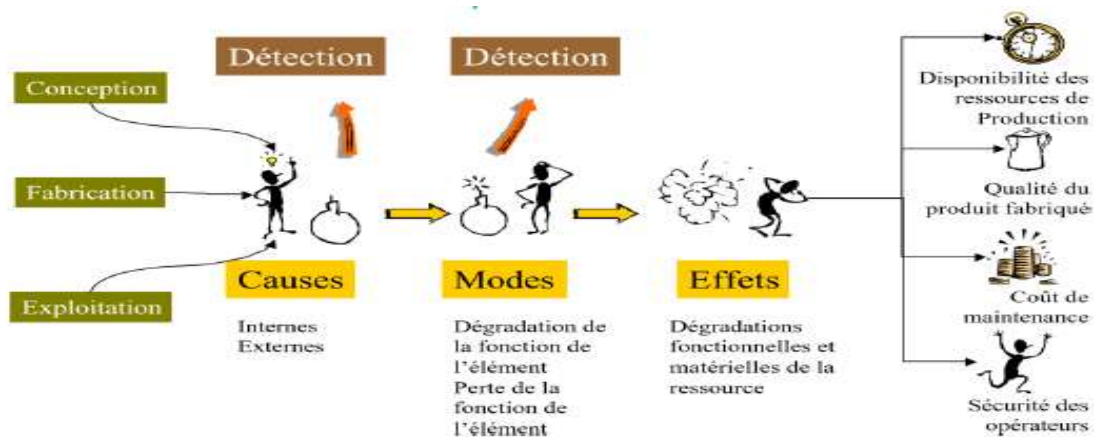 Détection
Détection
Conception
Fabrication
Exploitation
Causes
Internes
Externes
Modes
Dégradation de
la fonction de
l'élément
Perte de la
fonction de
l'élément
Effets
Dégradations
fonctionnelles et
matérielles de la
ressource
Disponibilité des
ressources de
Production
Qualité du
produit fabriqué
Coût de
maintenance
Sécurité des
opérateurs